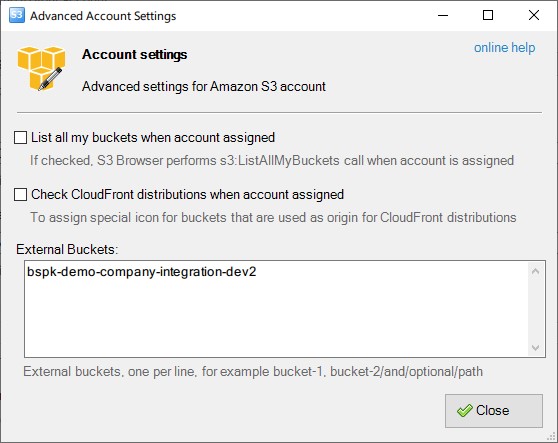 S3 Advanced Account Settings
online help
Account settings
Advanced settings for Amazon S3 account
List all my buckets when account assigned
If checked, S3 Browser performs s3:ListAllMyBuckets call when account is assigned
Check CloudFront distributions when account assigned
To assign special icon for buckets that are used as origin for CloudFront distributions
External Buckets:
bspk-demo-company-integration-dev2
External buckets, one per line, for example bucket-1, bucket-2/and/optional/path
Close